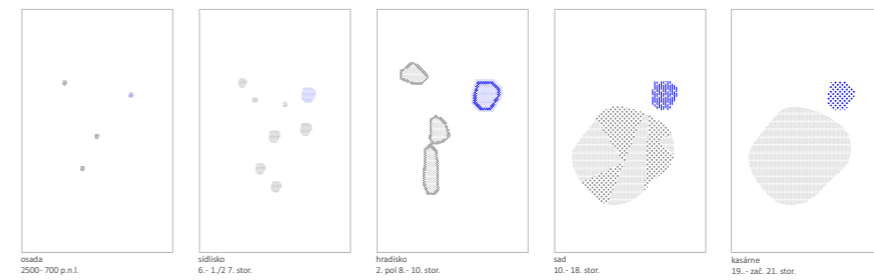 osada
2500- 700 p.n.l.
sídlisko
6.- 1./2 7. stor.
hradisko
2. pol 8.- 10. stor.
sad
10.- 18. stor.
kasárne
19..- zač. 21. stor.